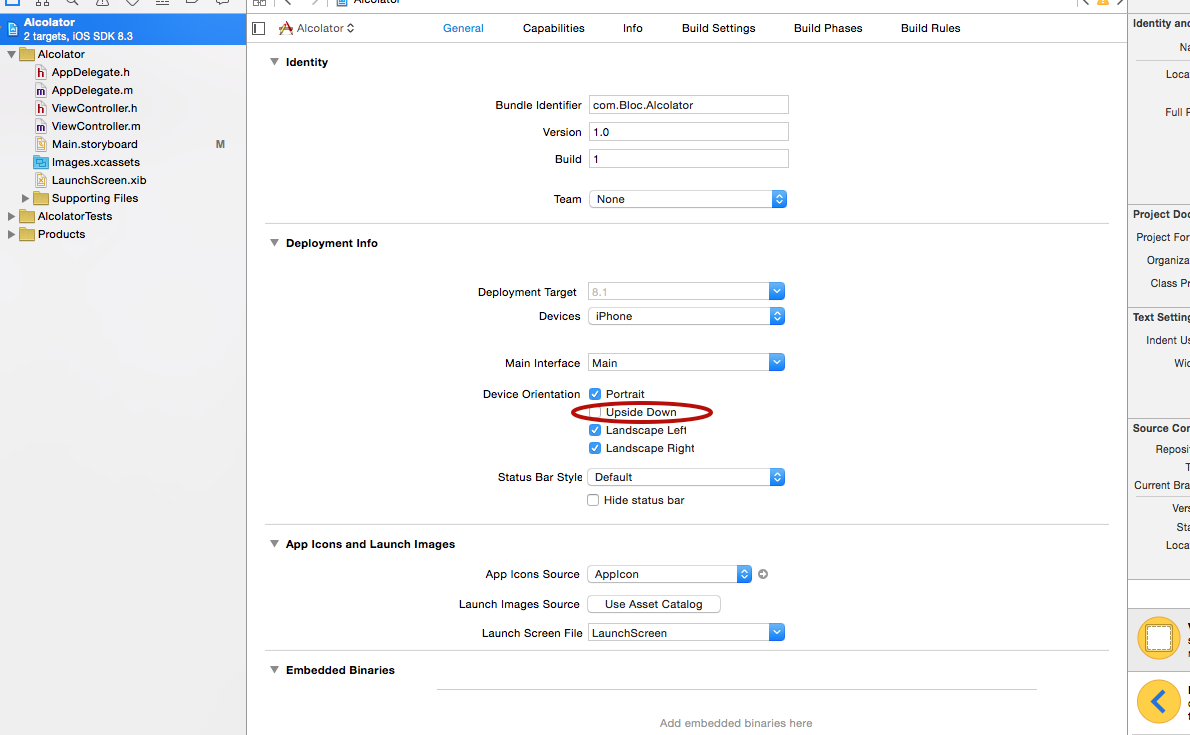 Alcolator
Alcolator
2 targets, iOS SDK 8.3
Alcolator
AppDelegate.h
AppDelegate.m
ViewController.h
ViewController.m
Main.storyboard M
Images.xcassets
LaunchScreen.xib
Supporting Files
AlcolatorTests
Products
Alcolator General Capabilities Info Build Settings Build Phases Build Rules
Identity
Bundle Identifier com.Bloc.Alcolator
Version 1.0
Build 1
Team None
Deployment Info
Deployment Target 8.1
Devices iPhone
Main Interface Main
Device Orientation Portrait
Upside Down
Landscape Left
Landscape Right
Status Bar Style Default
Hide status bar
App Icons and Launch Images
App Icons Source AppIcon
Launch Images Source Use Asset Catalog
Launch Screen File LaunchScreen
Embedded Binaries
Add embedded binaries here
Identity and
Na
Loca
Full P
Project Doc
Project For
Organiza
Class Pr
Text Setting
Indent Us
Wid
Source Con
Reposi
T
Current Bra
Vers
Sta
Loca